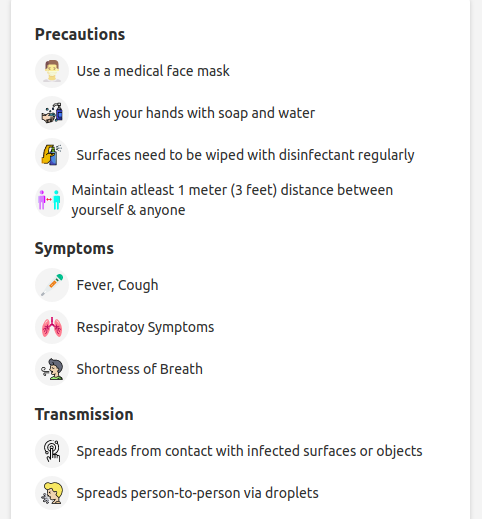 Precautions
Use a medical face mask
Wash your hands with soap and water
Surfaces need to be wiped with disinfectant regularly
Maintain atleast 1 meter (3 feet) distance between
yourself & anyone
Symptoms
Fever, Cough
Respiratoy Symptoms
Shortness of Breath
Transmission
Spreads from contact with infected surfaces or objects
Spreads person-to-person via droplets